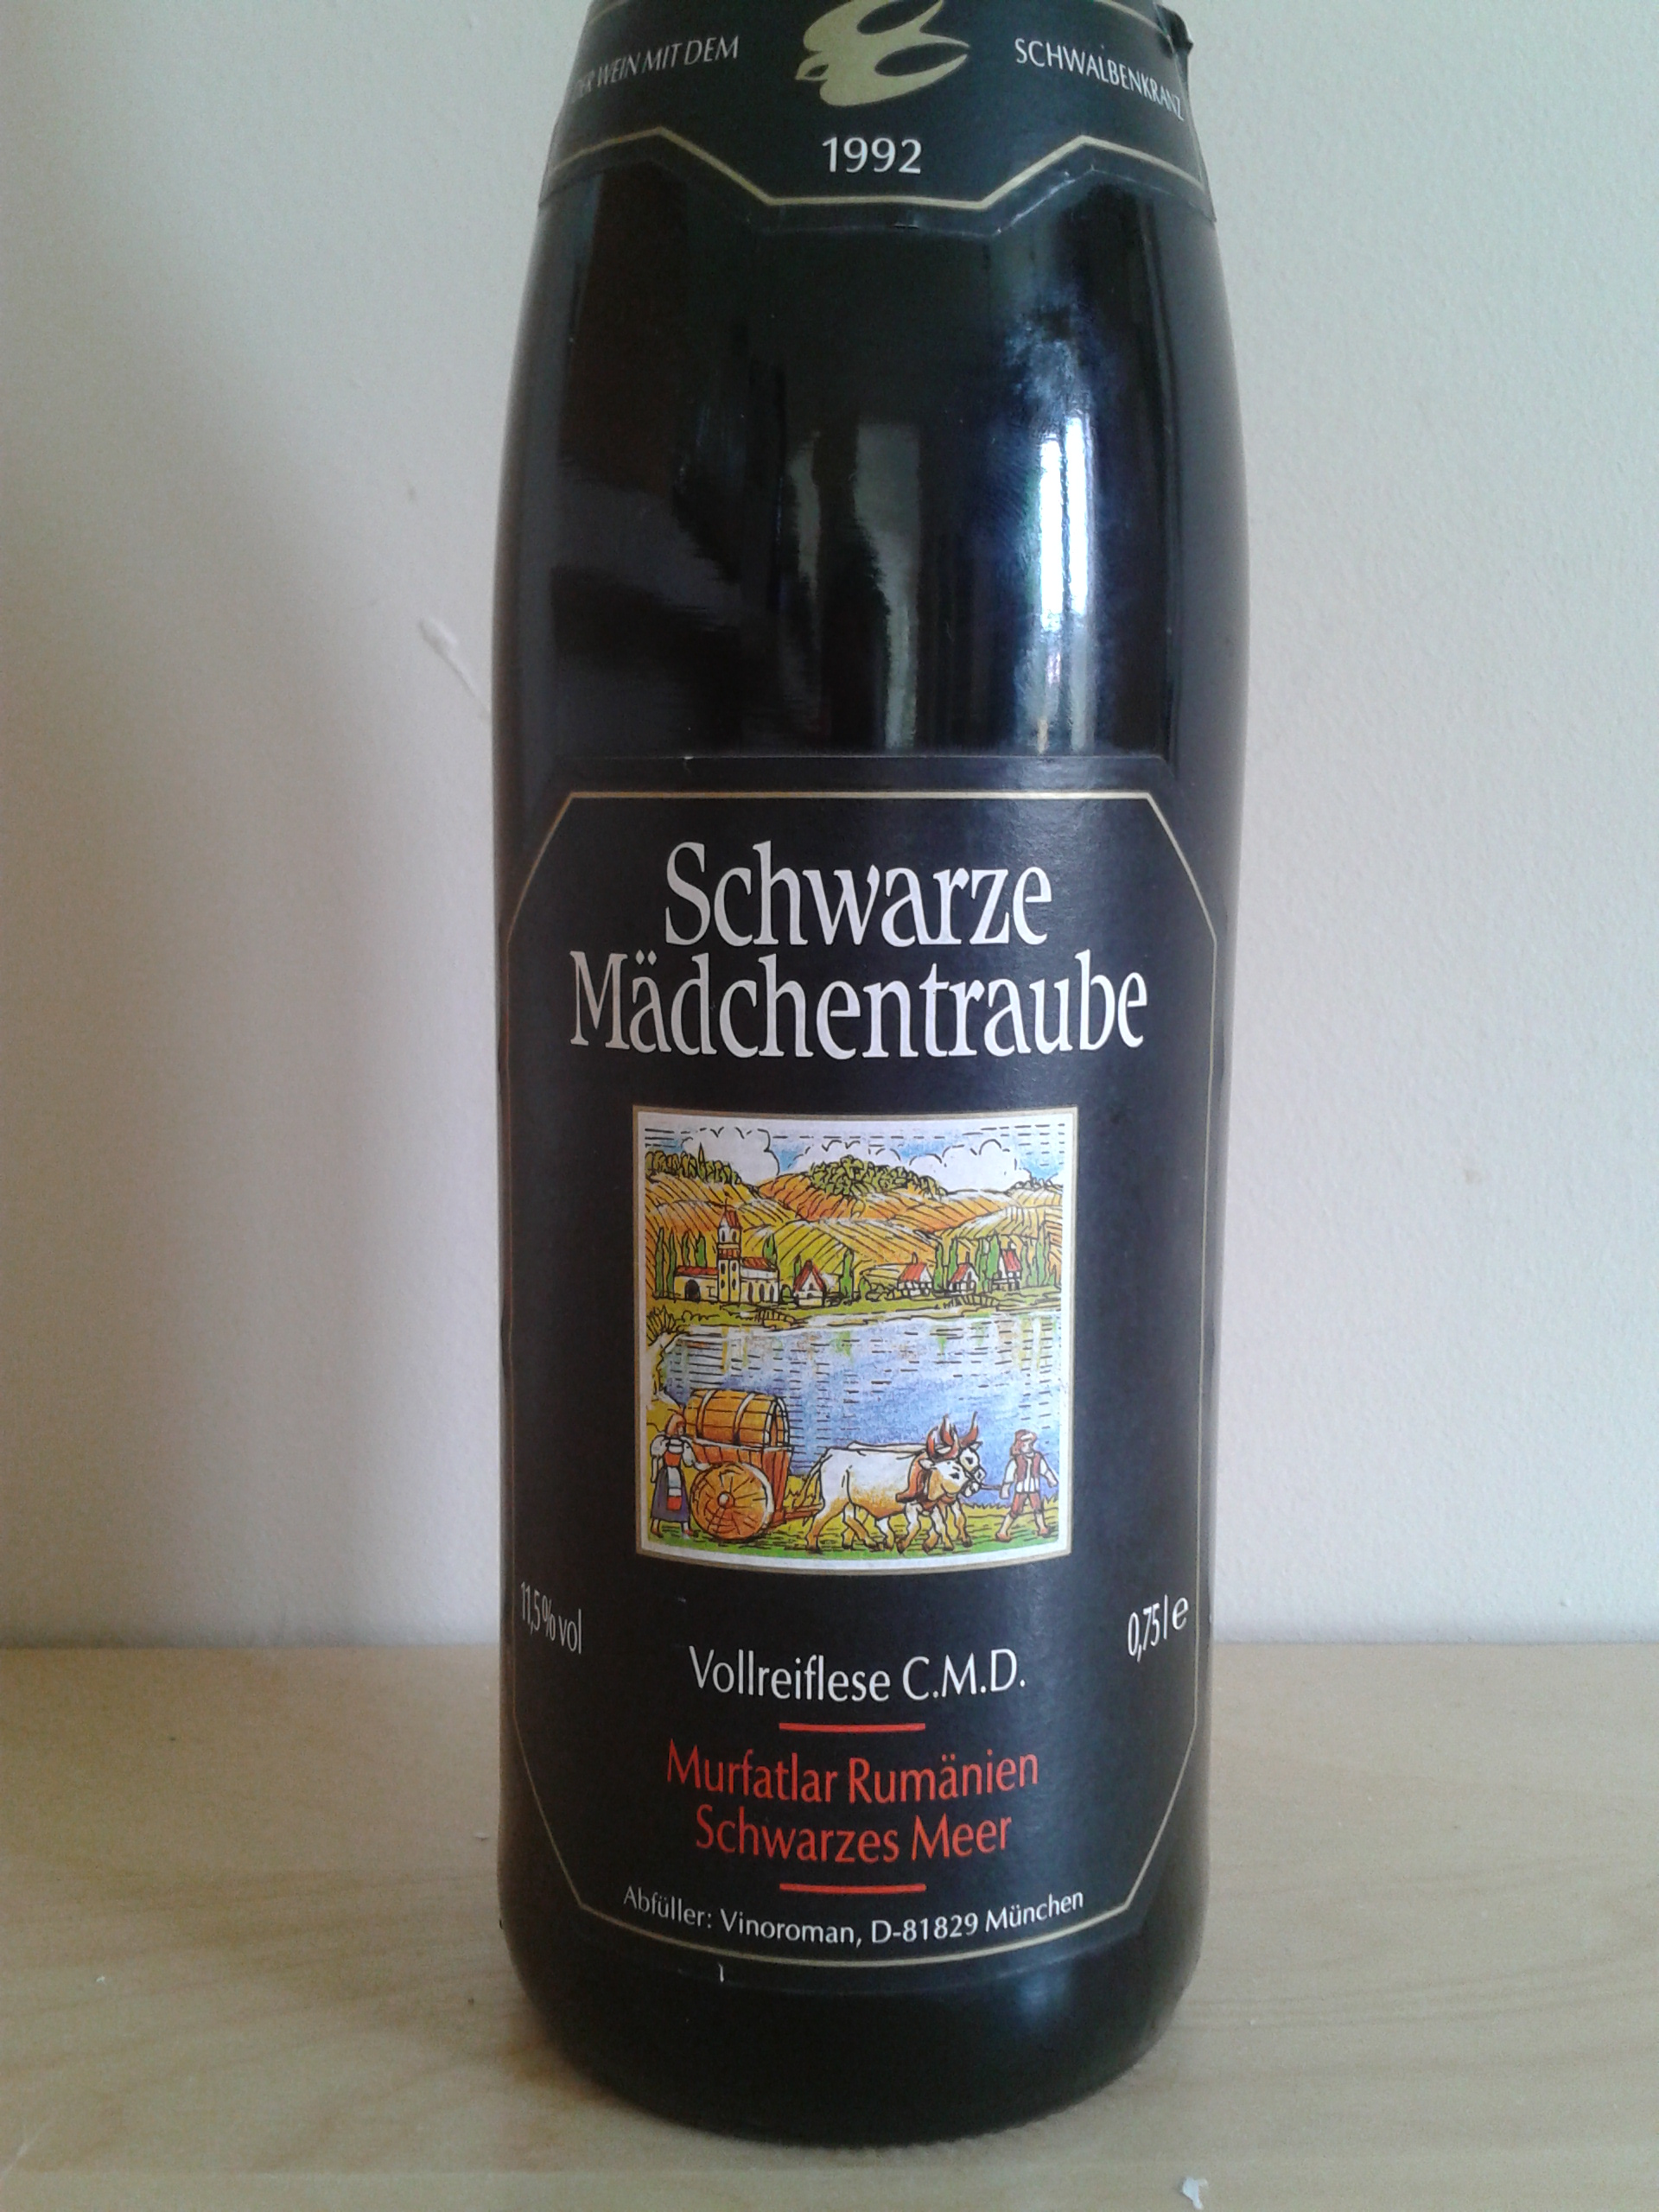 DER WEIN MIT DEM SCHWALBENKRANZ
1992
Schwarze
Mädchentraube
11,5% vol
0,75 l e
Vollreiflese C.M.D.
Murfatlar Rumänien
Schwarzes Meer
Abfüller: Vinoroman, D-81829 München